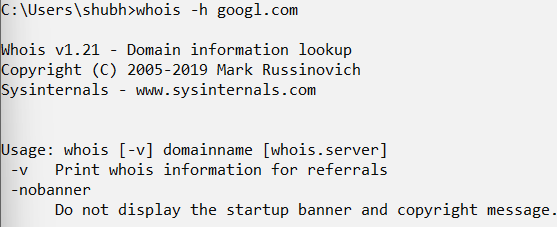 C:\Users\shubh>whois -h googl.com
Whois v1.21 - Domain information lookup
Copyright (C) 2005-2019 Mark Russinovich
Sysinternals - www.sysinternals.com
Usage: whois [-v] domainname [whois.server]
-v Print whois information for referrals
-nobanner
Do not display the startup banner and copyright message.